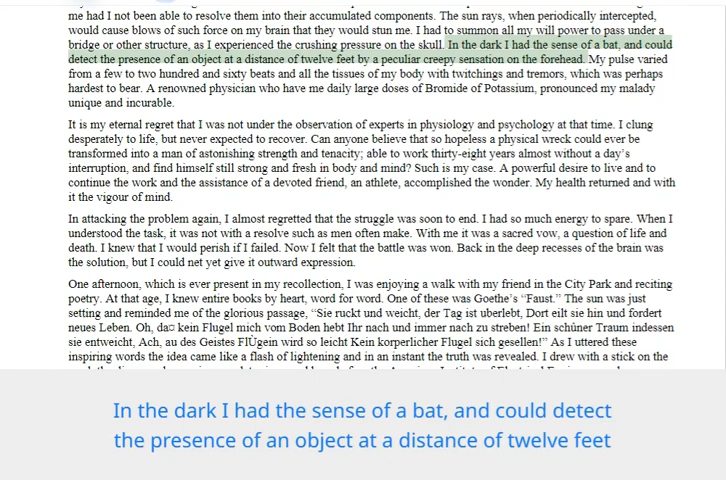 me had I not been able to resolve them into their accumulated components. The sun rays, when periodically intercepted,
would cause blows of such force on my brain that they would stun me. I had to summon all my will power to pass under a
bridge or other structure, as I experienced the crushing pressure on the skull. In the dark I had the sense of a bat, and could
detect the presence of an object at a distance of twelve feet by a peculiar creepy sensation on the forehead. My pulse varied
from a few to two hundred and sixty beats and all the tissues of my body with twitchings and tremors, which was perhaps
hardest to bear. A renowned physician who have me daily large doses of Bromide of Potassium, pronounced my malady
unique and incurable.
It is my eternal regret that I was not under the observation of experts in physiology and psychology at that time. I clung
desperately to life, but never expected to recover. Can anyone believe that so hopeless a physical wreck could ever be
transformed into a man of astonishing strength and tenacity; able to work thirty-eight years almost without a day's
interruption, and find himself still strong and fresh in body and mind? Such is my case. A powerful desire to live and to
continue the work and the assistance of a devoted friend, an athlete, accomplished the wonder. My health returned and with
it the vigour of mind.
In attacking the problem again, I almost regretted that the struggle was soon to end. I had so much energy to spare. When I
understood the task, it was not with a resolve such as men often make. With me it was a sacred vow, a question of life and
death. I knew that I would perish if I failed. Now I felt that the battle was won. Back in the deep recesses of the brain was
the solution, but I could not yet give it outward expression.
One afternoon, which is ever present in my recollection, I was enjoying a walk with my friend in the City Park and reciting
poetry. At that age, I knew entire books by heart, word for word. One of these was Goethe's "Faust." The sun was just
setting and reminded me of the glorious passage, "Sie ruckt und weicht, der Tag ist uberlebt, Dort eilt sie hin und fordert
neues Leben. Oh, da¤ kein Flugel mich vom Boden hebt Ihr nach und immer nach zu streben! Ein schüner Traum indessen
sie entweicht, Ach, au des Geistes FlÜgein wird so leicht Kein korperlicher Flugel sich gesellen!" As I uttered these
inspiring words the idea came like a flash of lightening and in an instant the truth was revealed. I drew with a stick on the
In the dark I had the sense of a bat, and could detect
the presence of an object at a distance of twelve feet